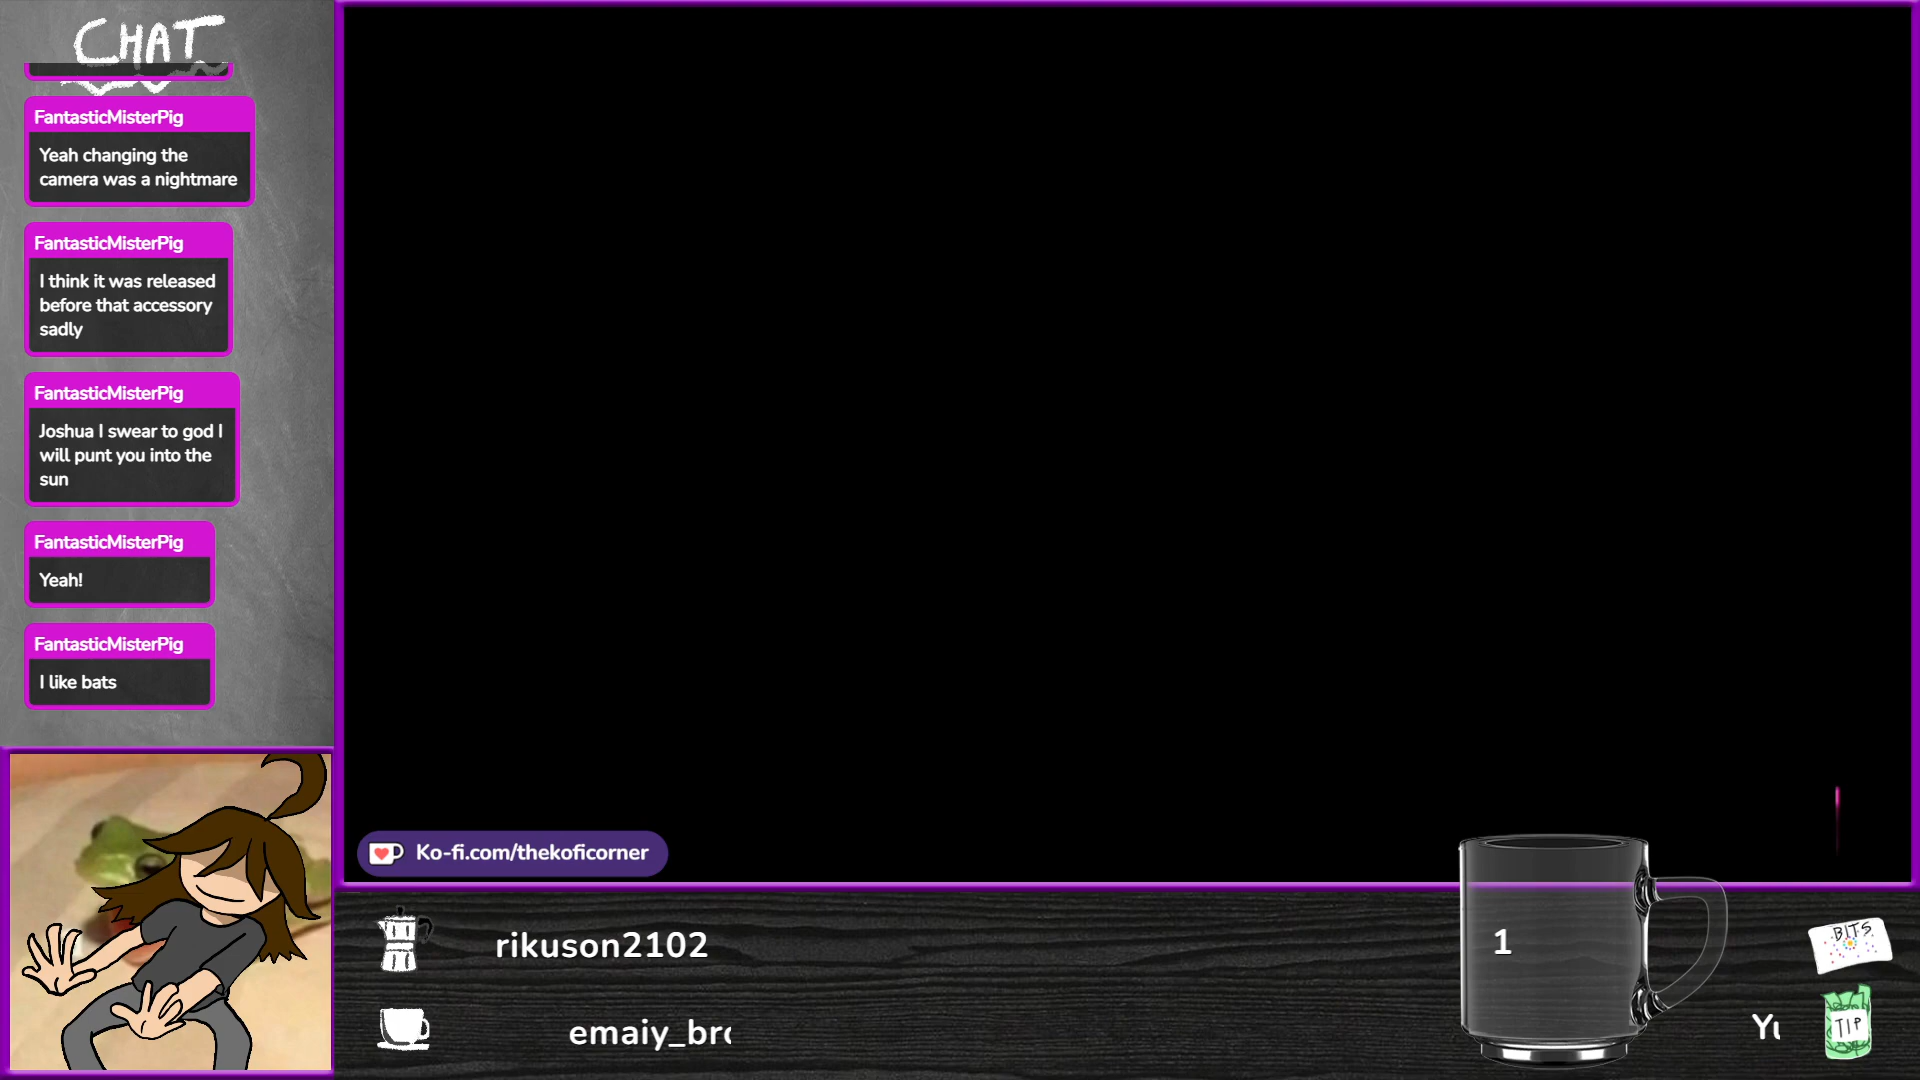 CHAT
FantasticMisterPig
Yeah changing the
camera was a nightmare
FantasticMisterPig
I think it was released
before that accessory
sadly
FantasticMisterPig
Joshua I swear to god I
will punt you into the
sun
FantasticMisterPig
Yeah!
FantasticMisterPig
I like bats
Ko-fi.com/thekoficorner
rikuson2102
emaiy_bro
1
BITS
TIP